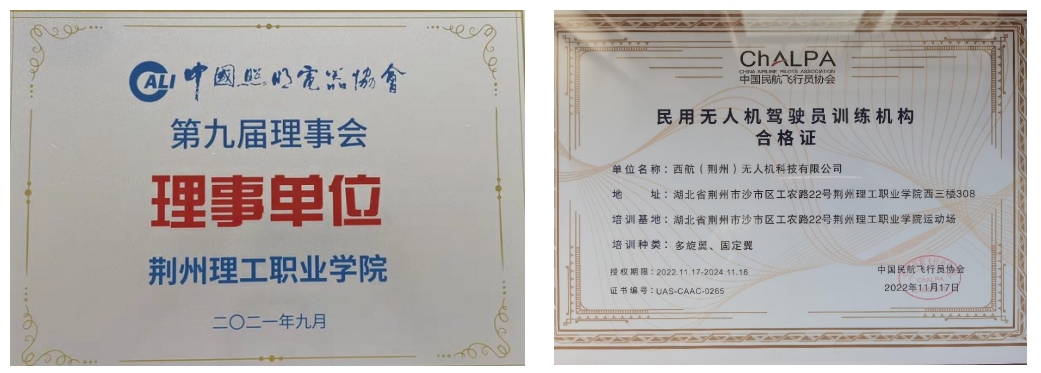 CALI 中國照明電器協會
第九届理事会
理事单位
荆州理工职业学院
二〇二一年九月
ChALPA
CHINA AIRLINE PILOTS ASSOCIATION
中国民航飞行员协会
民用无人机驾驶员训练机构
合格证
单位名称：西航（荆州）无人机科技有限公司
地 址：湖北省荆州市沙市区工农路22号荆州理工职业学院西三楼308
培训基地：湖北省荆州市沙市区工农路22号荆州理工职业学院运动场
培训种类：多旋翼、固定翼
授权期限：2022.11.17-2024 11.16
证书编号：UAS-CAAC-0265
中国民航飞行员协会
2022年11月17日